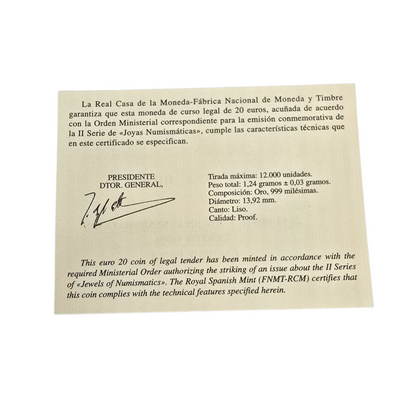 La Real Casa de la Moneda-Fábrica Nacional de Moneda y Timbre
garantiza que esta moneda de curso legal de 20 euros, acuñada de acuerdo
con la Orden Ministerial correspondiente para la emisión conmemorativa de
la II Serie de «Joyas Numismáticas», cumple las características técnicas que
en este certificado se especifican.
PRESIDENTE
DTOR. GENERAL,
Tirada máxima: 12.000 unidades.
Peso total: 1,24 gramos ± 0,03 gramos.
Composición: Oro, 999 milésimas.
Diámetro: 13,92 mm.
Canto: Liso.
Calidad: Proof.
This euro 20 coin of legal tender has been minted in accordance with the
required Ministerial Order authorizing the striking of an issue about the II Series
of «Jewels of Numismatics». The Royal Spanish Mint (FNMT-RCM) certifies that
this coin complies with the technical features specified herein.